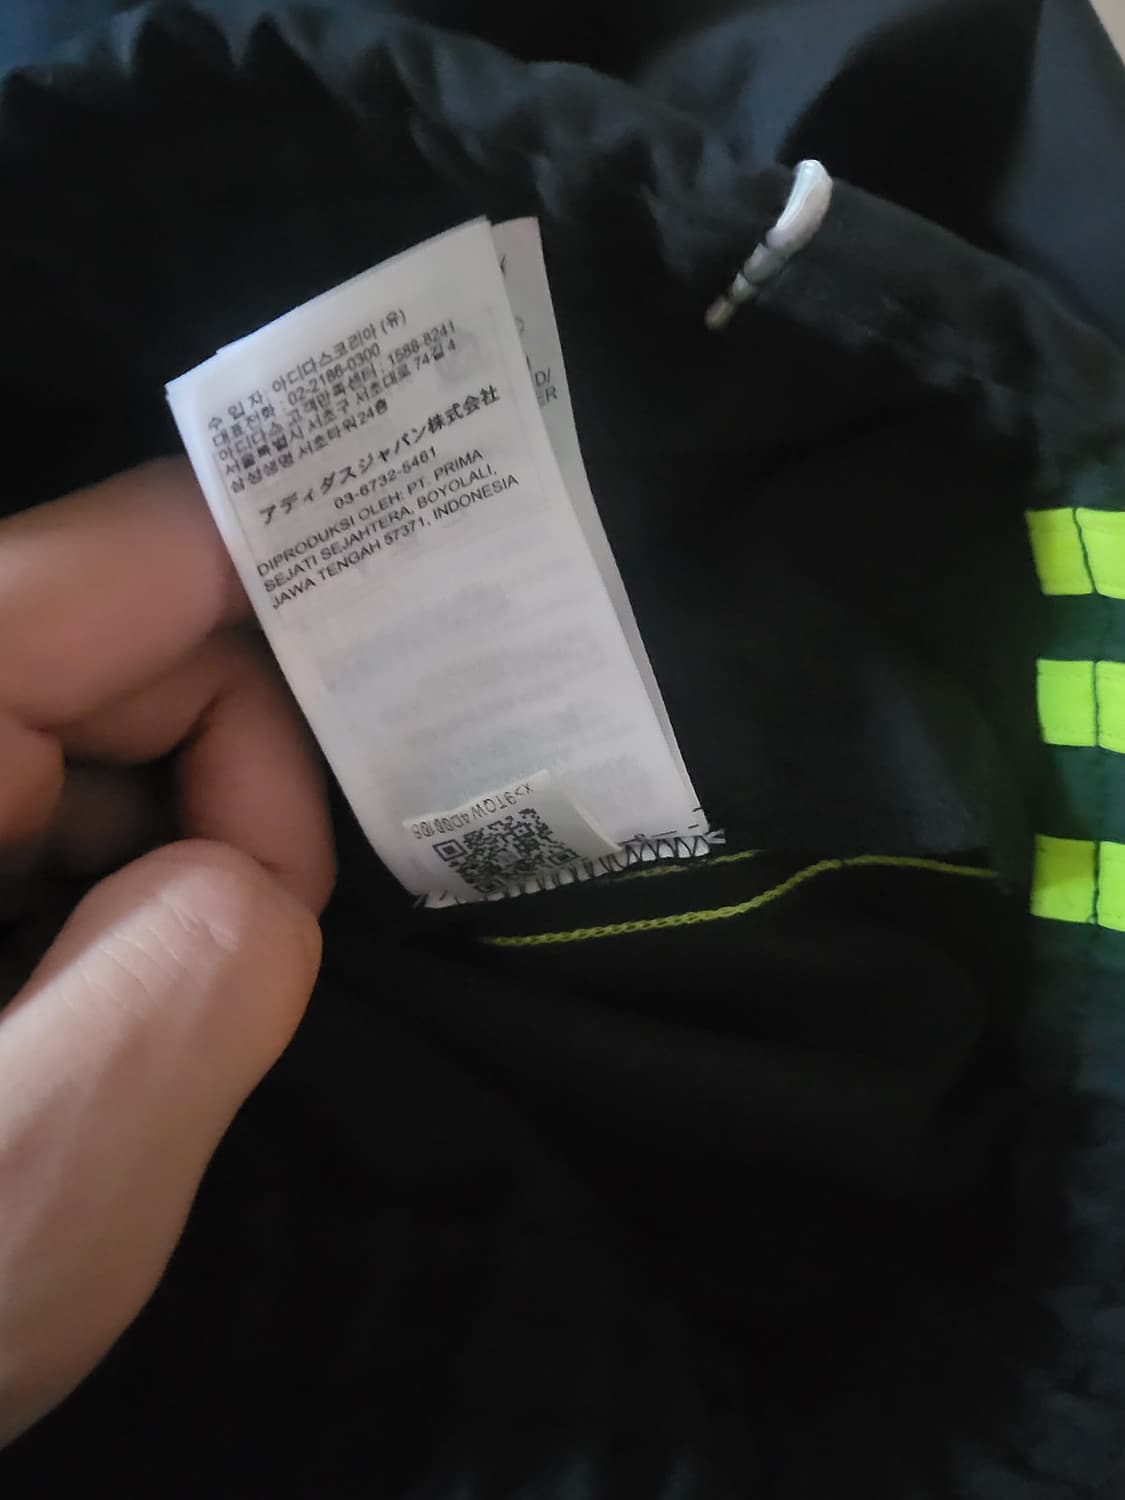 수 입 자: 아디다스코리아 (유)
대표전화 : 02-2186-0300
아디다스 고객만족센터 : 1588-8241
서울특별시 서초구 서초대로 74길 4
삼성생명 서초타워 24층
アディダスジャパン株式会社
03-6732-5461
DIPRODUKSI OLEH: PT. PRIMA
SEJATI SEJAHTERA, BOYOLALI,
JAWA TENGAH 57371, INDONESIA
D/
ER